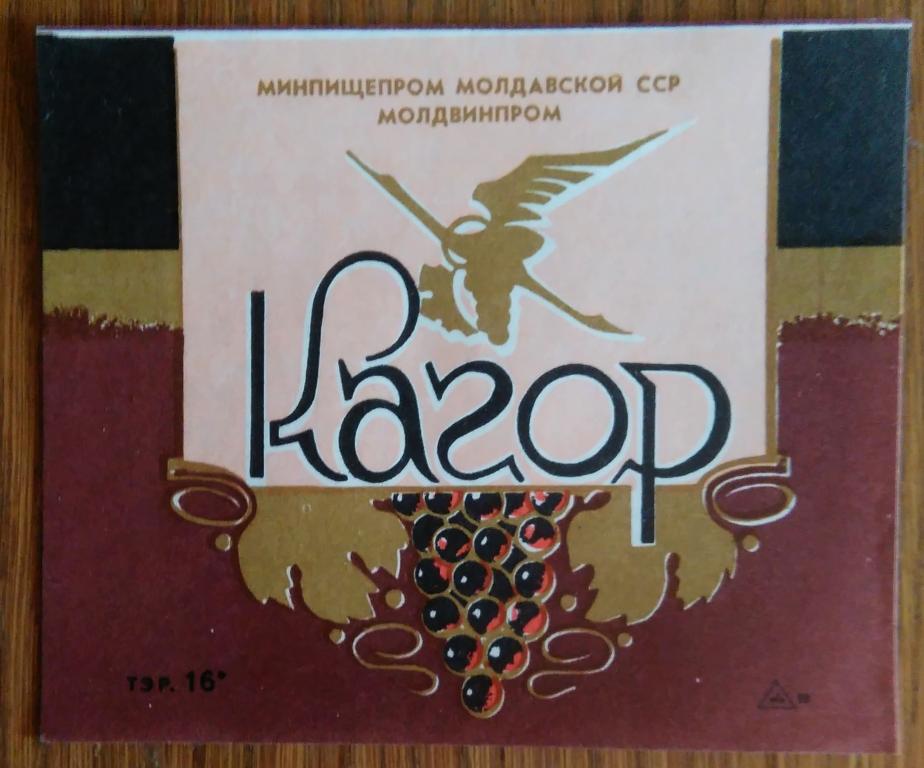 МИНПИЩЕПРОМ МОЛДАВСКОЙ ССР
МОЛДВИНПРОМ
Кагор
ТЭР. 16°